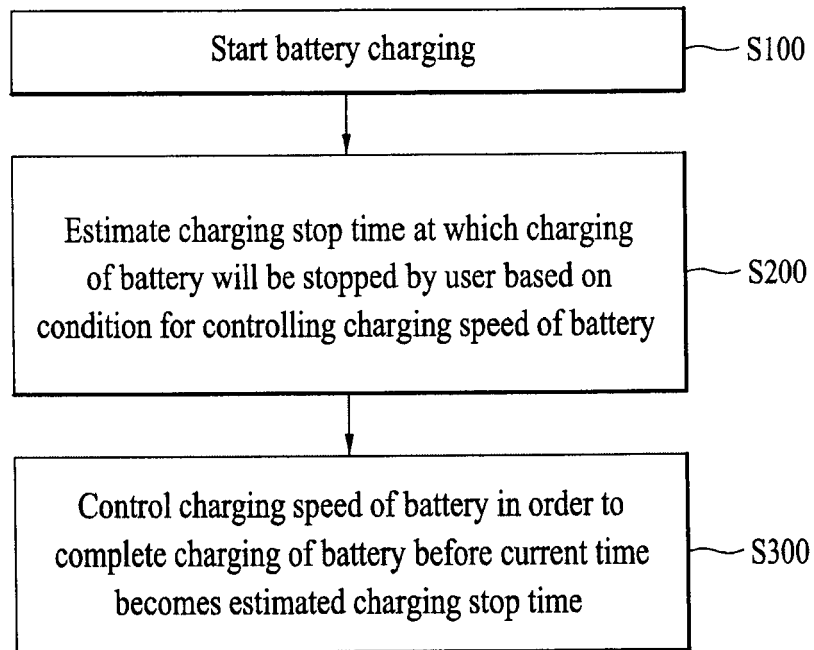 Start battery charging
S100
Estimate charging stop time at which charging
of battery will be stopped by user based on
condition for controlling charging speed of battery
S200
Control charging speed of battery in order to
complete charging of battery before current time
becomes estimated charging stop time
S300